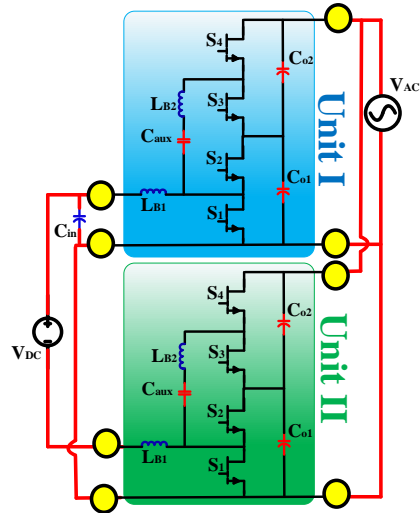 S4
Co2
VAC
LB2
S3
Caux
S2
Unit I
Co1
LB1
S1
Cin
S4
Co2
VDC
LB2
S3
Caux
S2
Unit II
Co1
LB1
S1